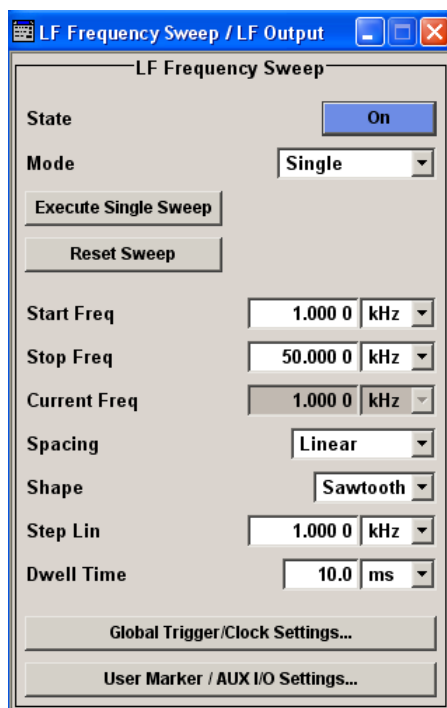 LF Frequency Sweep / LF Output
LF Frequency Sweep
State On
Mode Single
Execute Single Sweep
Reset Sweep
Start Freq 1.000 0 kHz
Stop Freq 50.000 0 kHz
Current Freq 1.000 0 kHz
Spacing Linear
Shape Sawtooth
Step Lin 1.000 0 kHz
Dwell Time 10.0 ms
Global Trigger/Clock Settings...
User Marker / AUX I/O Settings...